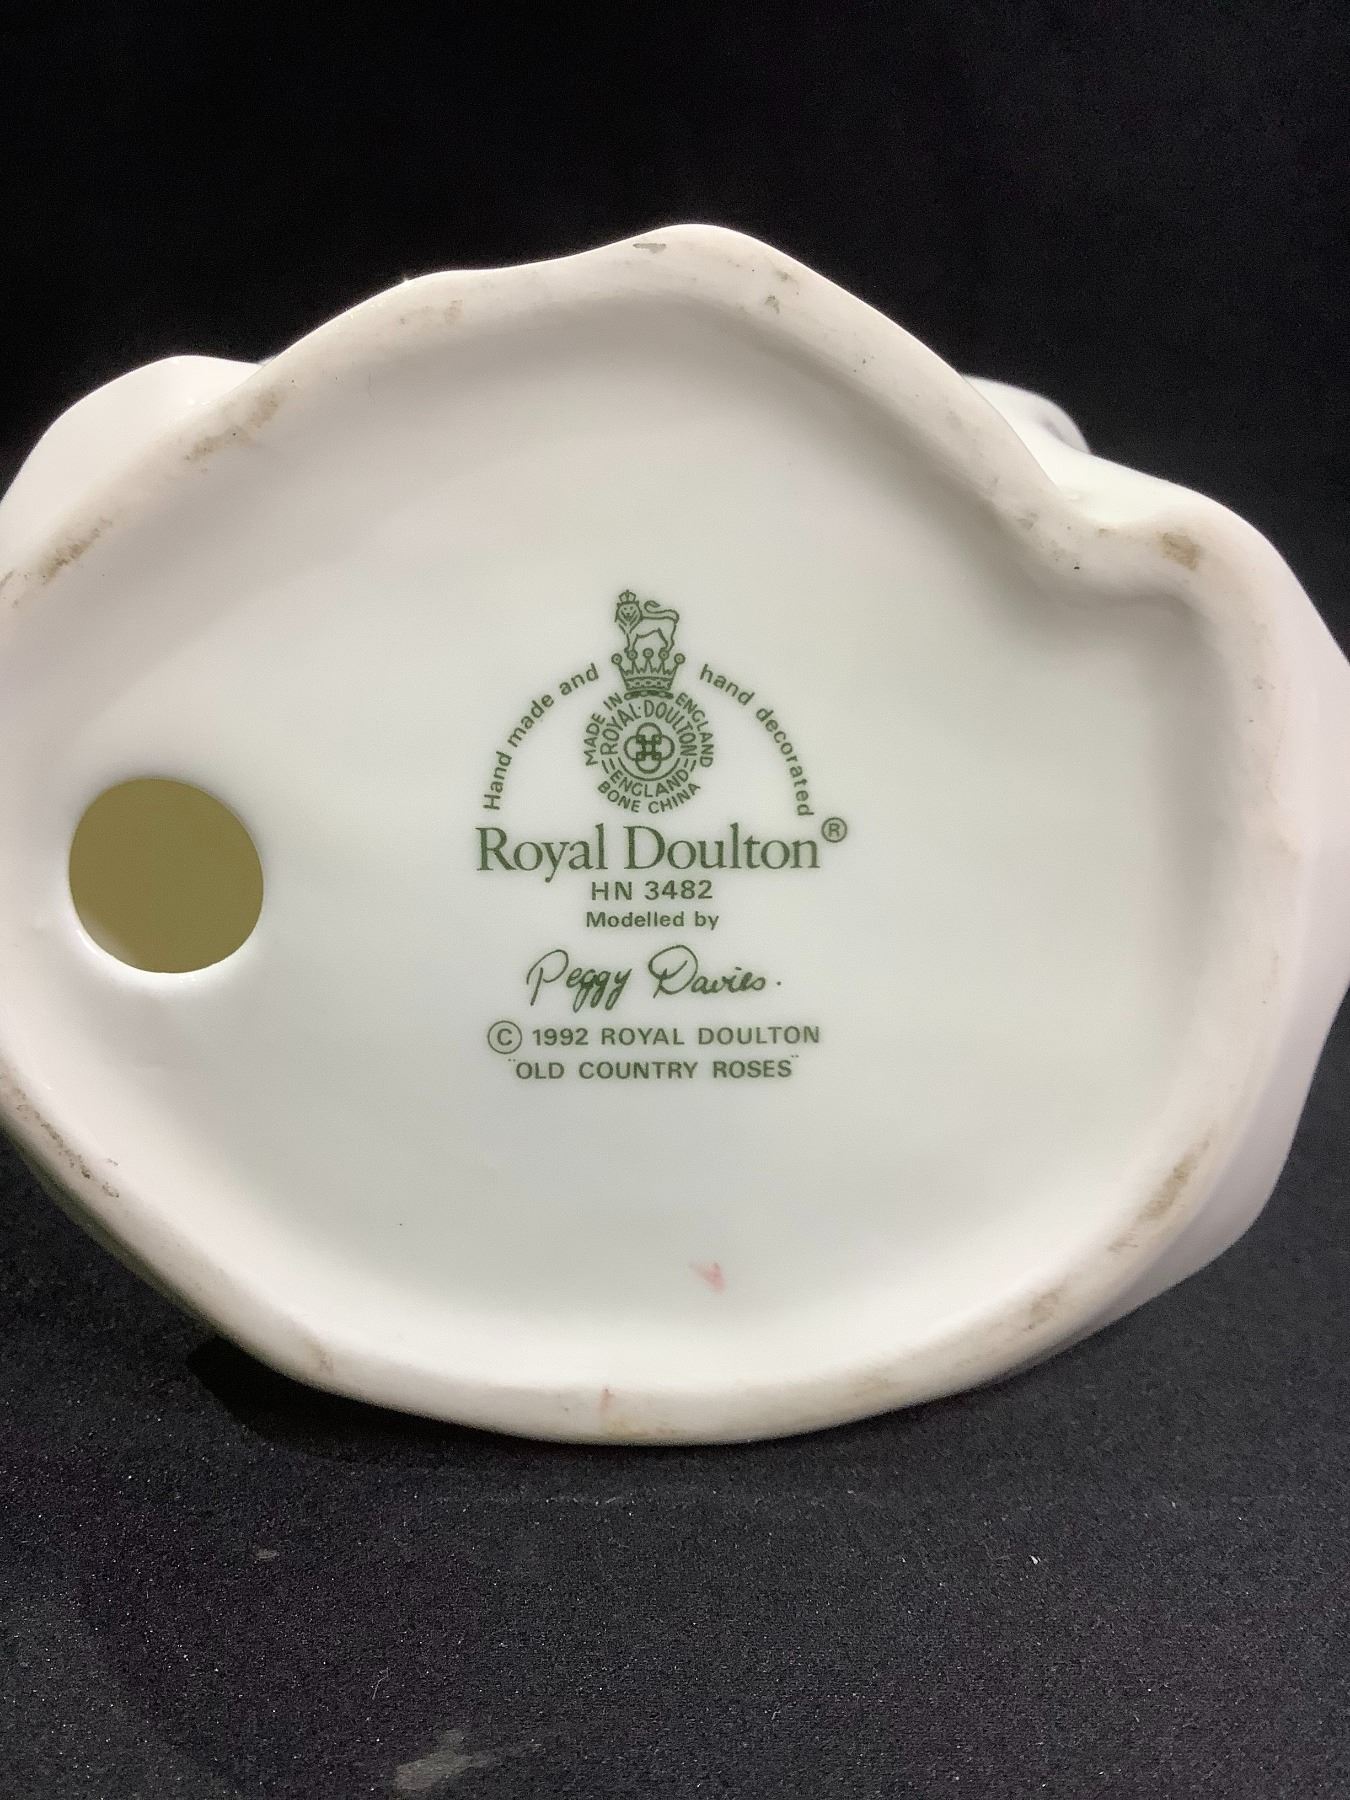 Hand made and hand decorated
MADE IN ENGLAND
ROYAL·DOULTON
ENGLAND
BONE CHINA
Royal Doulton®
HN 3482
Modelled by
Peggy Davies.
© 1992 ROYAL DOULTON
"OLD COUNTRY ROSES"